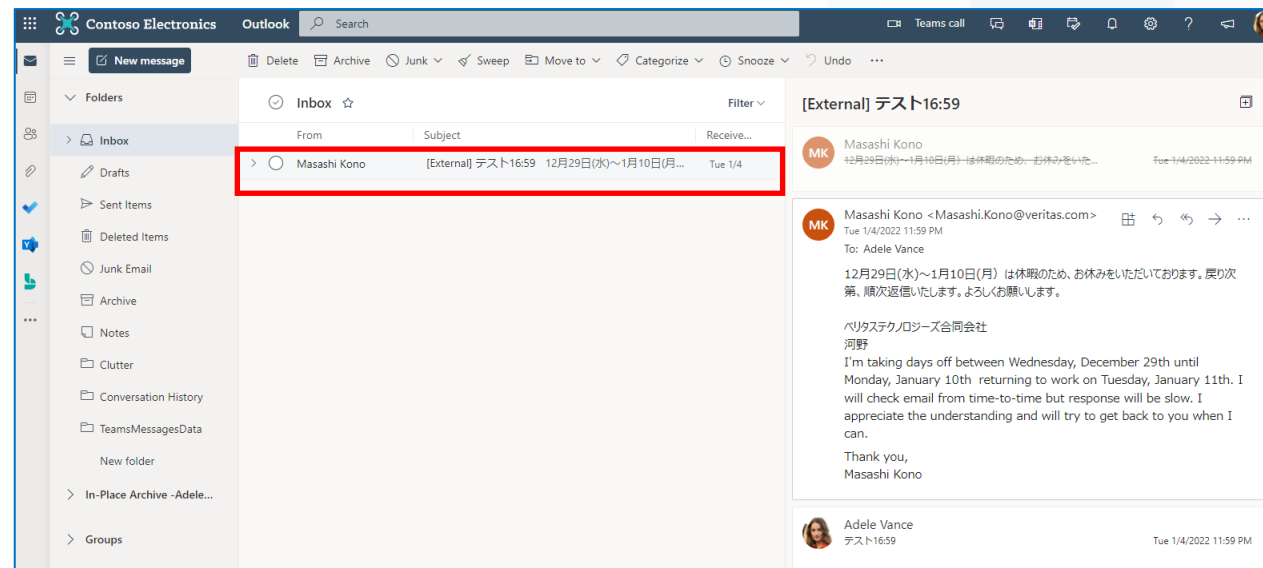 Contoso Electronics
Outlook
Search
Teams call
New message
Delete
Archive
Junk
Sweep
Move to
Categorize
Snooze
Undo
Folders
Inbox
Drafts
Sent Items
Deleted Items
Junk Email
Archive
Notes
Clutter
Conversation History
TeamsMessagesData
New folder
In-Place Archive -Adele...
Groups
Inbox
Filter
From
Subject
Receive...
Masashi Kono
[External] テスト16:59 12月29日(水)～1月10日(月...
Tue 1/4
[External] テスト16:59
MK
Masashi Kono
12月29日(水)～1月10日(月) は休暇のため、お休みをいた...
Tue 1/4/2022 11:59 PM
MK
Masashi Kono <Masashi.Kono@veritas.com>
Tue 1/4/2022 11:59 PM
To: Adele Vance
12月29日(水)～1月10日(月) は休暇のため、お休みをいただいております。戻り次
第、順次返信いたします。よろしくお願いします。
ベリタステクノロジーズ合同会社
河野
I'm taking days off between Wednesday, December 29th until
Monday, January 10th returning to work on Tuesday, January 11th. I
will check email from time-to-time but response will be slow. I
appreciate the understanding and will try to get back to you when I
can.
Thank you,
Masashi Kono
Adele Vance
テスト16:59
Tue 1/4/2022 11:59 PM